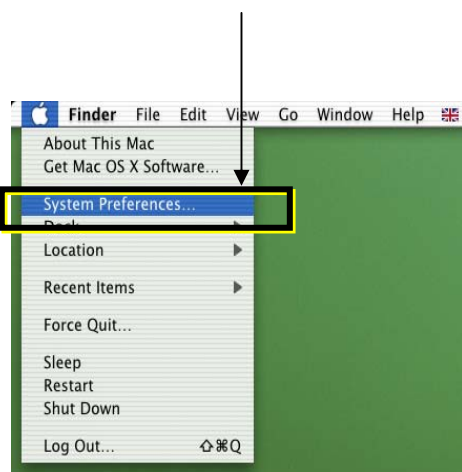 Finder File Edit View Go Window Help
About This Mac
Get Mac OS X Software...
System Preferences...
Dock
Location
Recent Items
Force Quit...
Sleep
Restart
Shut Down
Log Out... ⇧⌘Q